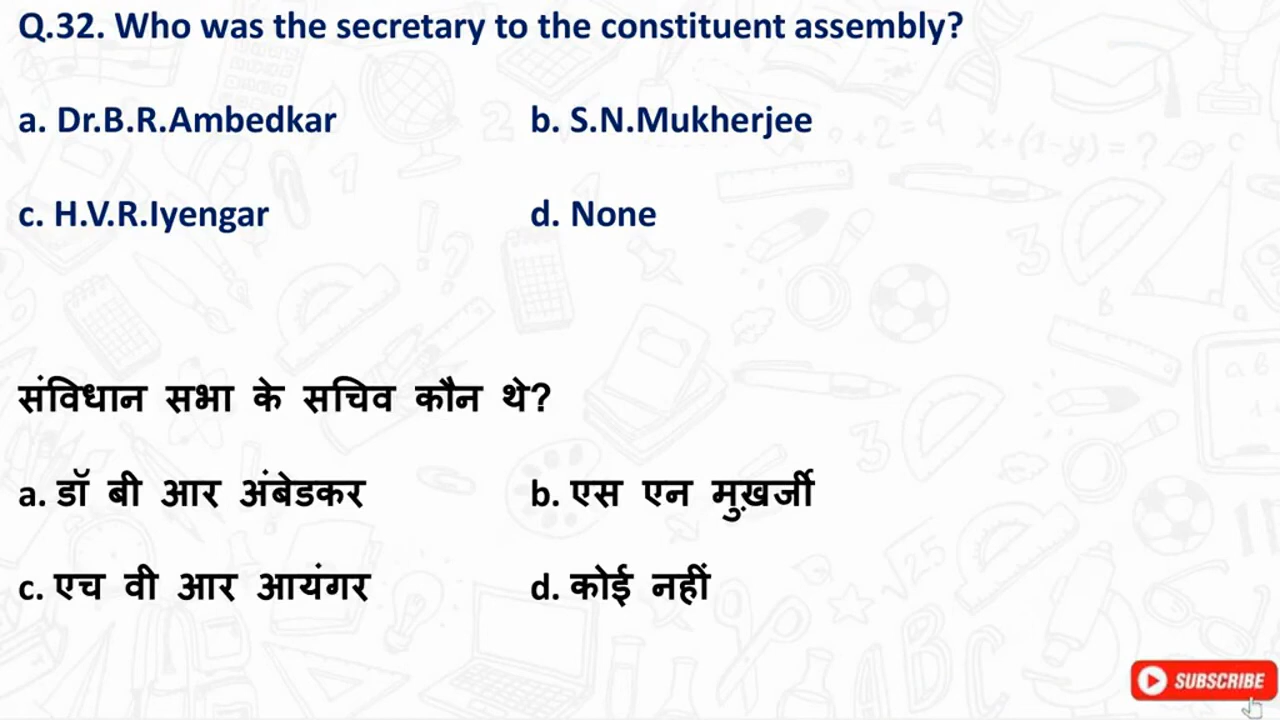 Q.32. Who was the secretary to the constituent assembly?
a. Dr.B.R.Ambedkar b. S.N.Mukherjee
c. H.V.R.Iyengar d. None
संविधान सभा के सचिव कौन थे?
a. डॉ बी आर अंबेडकर b. एस एन मुख़र्जी
c. एच वी आर आयंगर d. कोई नहीं
SUBSCRIBE